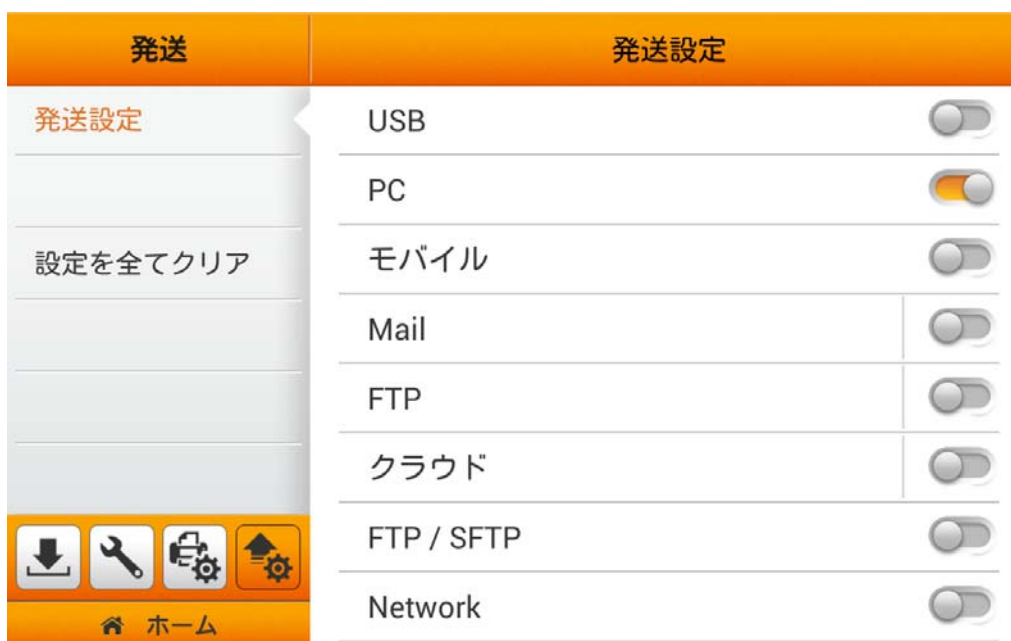 発送
発送設定
発送設定
設定を全てクリア
ホーム
USB
PC
モバイル
Mail
FTP
クラウド
FTP / SFTP
Network